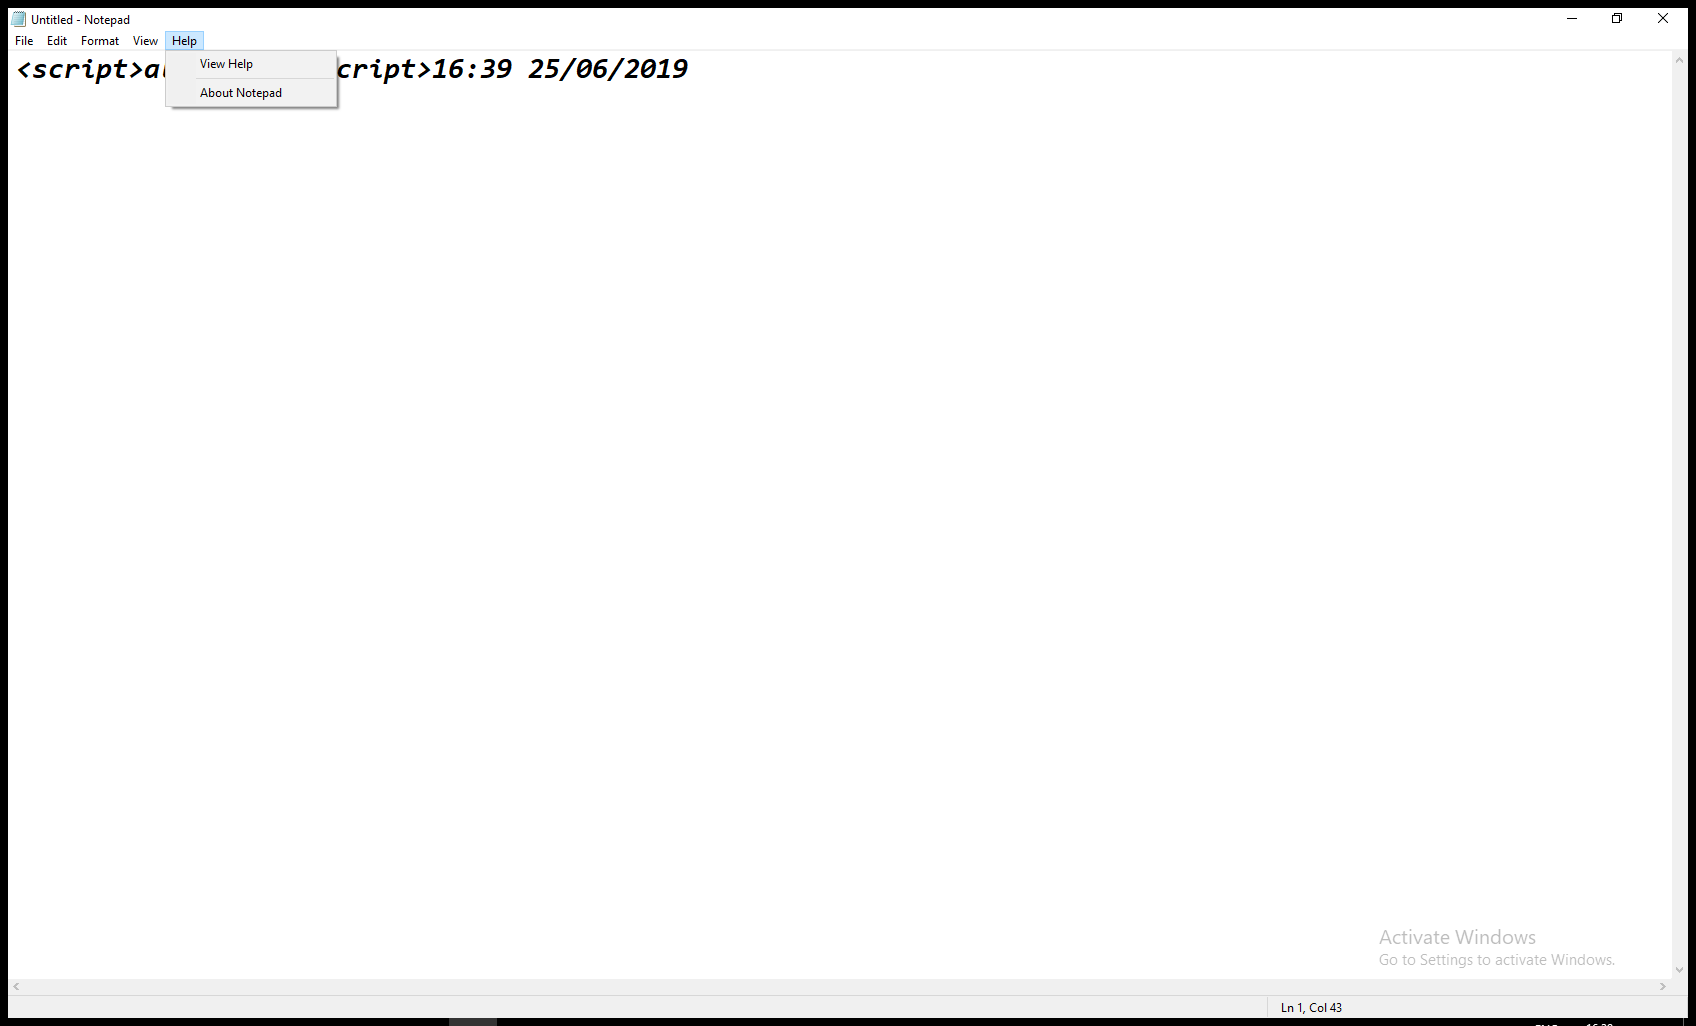 Untitled - Notepad
File Edit Format View Help
View Help
About Notepad
<script>
cript>16:39 25/06/2019
Activate Windows
Go to Settings to activate Windows.
Ln 1, Col 43